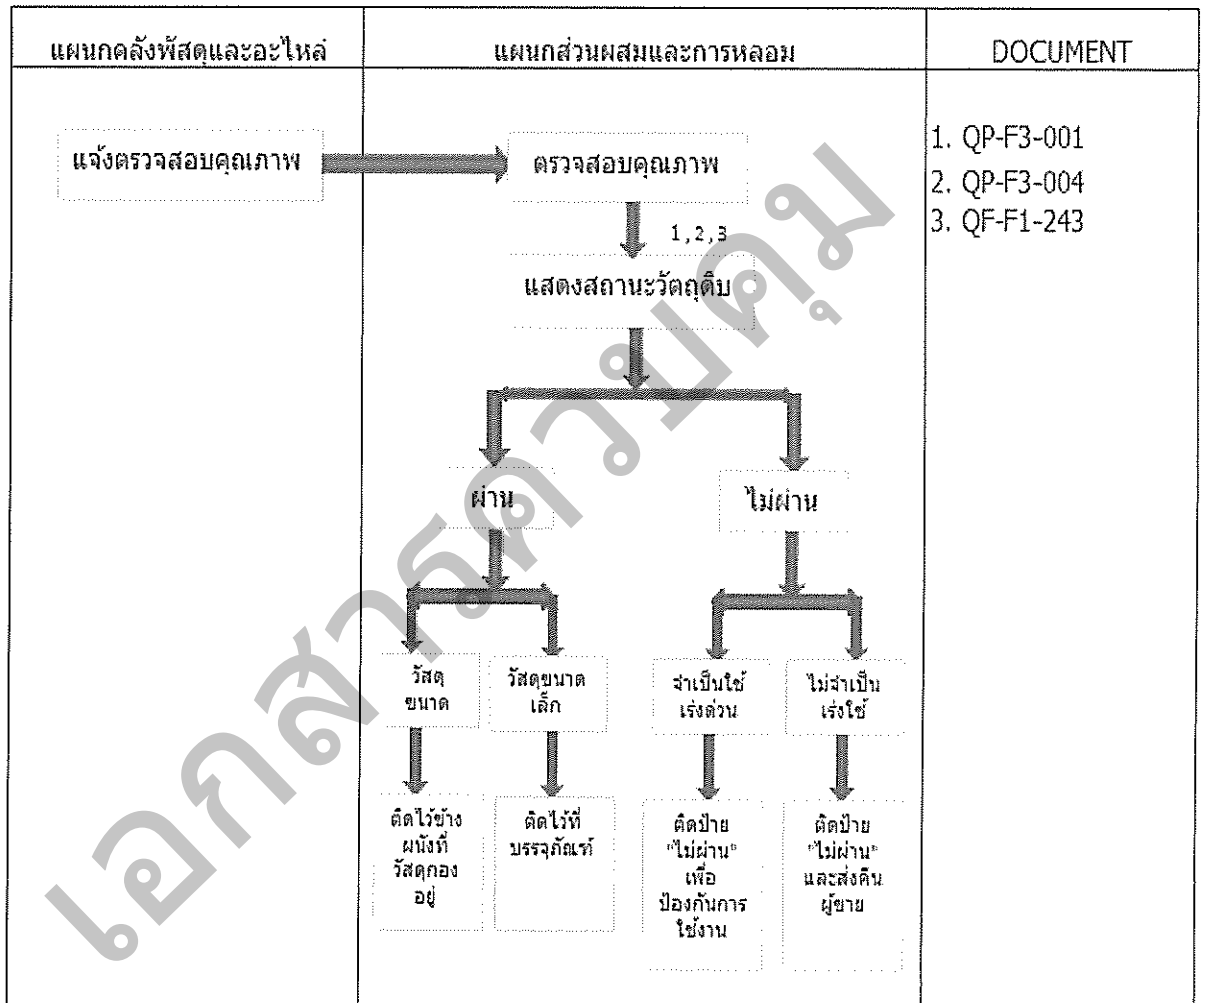 แผนกคลังพัสดุและอะไหล่
แผนกส่วนผสมและการหลอม
DOCUMENT
แจ้งตรวจสอบคุณภาพ
ตรวจสอบคุณภาพ
1. QP-F3-001
2. QP-F3-004
3. QF-F1-243
1,2,3
แสดงสถานะวัตถุดิบ
ผ่าน
ไม่ผ่าน
วัสดุ
ขนาด
วัสดุขนาด
เล็ก
จำเป็นใช้
เร่งด่วน
ไม่จำเป็น
เร่งใช้
ติดไว้ข้าง
ผนังที่
วัสดุกอง
อยู่
ติดไว้ที่
บรรจุภัณฑ์
ติดป้าย
"ไม่ผ่าน"
เพื่อ
ป้องกันการ
ใช้งาน
ติดป้าย
"ไม่ผ่าน"
และส่งคืน
ผู้ขาย
เอกสารควบคุม